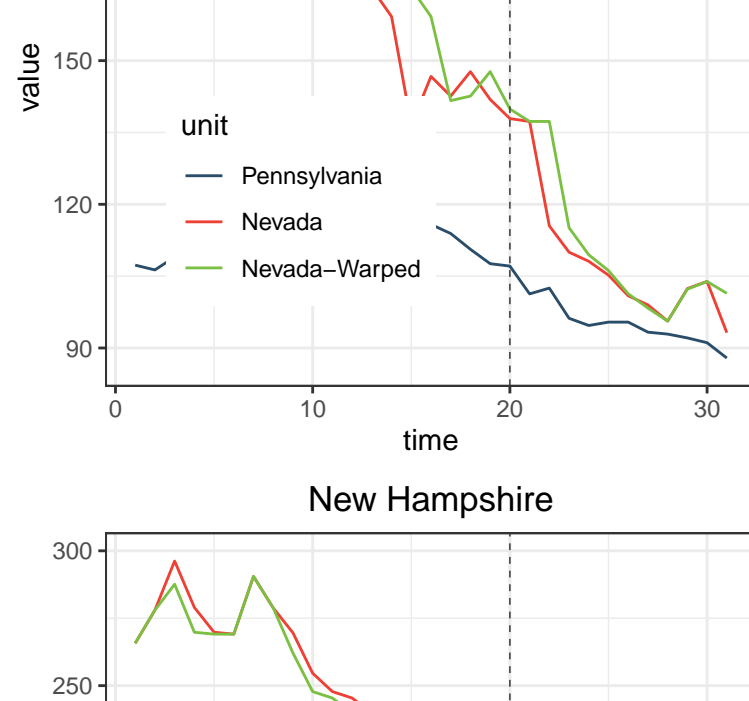 150
value
unit
Pennsylvania
120
Nevada
Nevada−Warped
90
0 10 20 30
time
New Hampshire
300
250